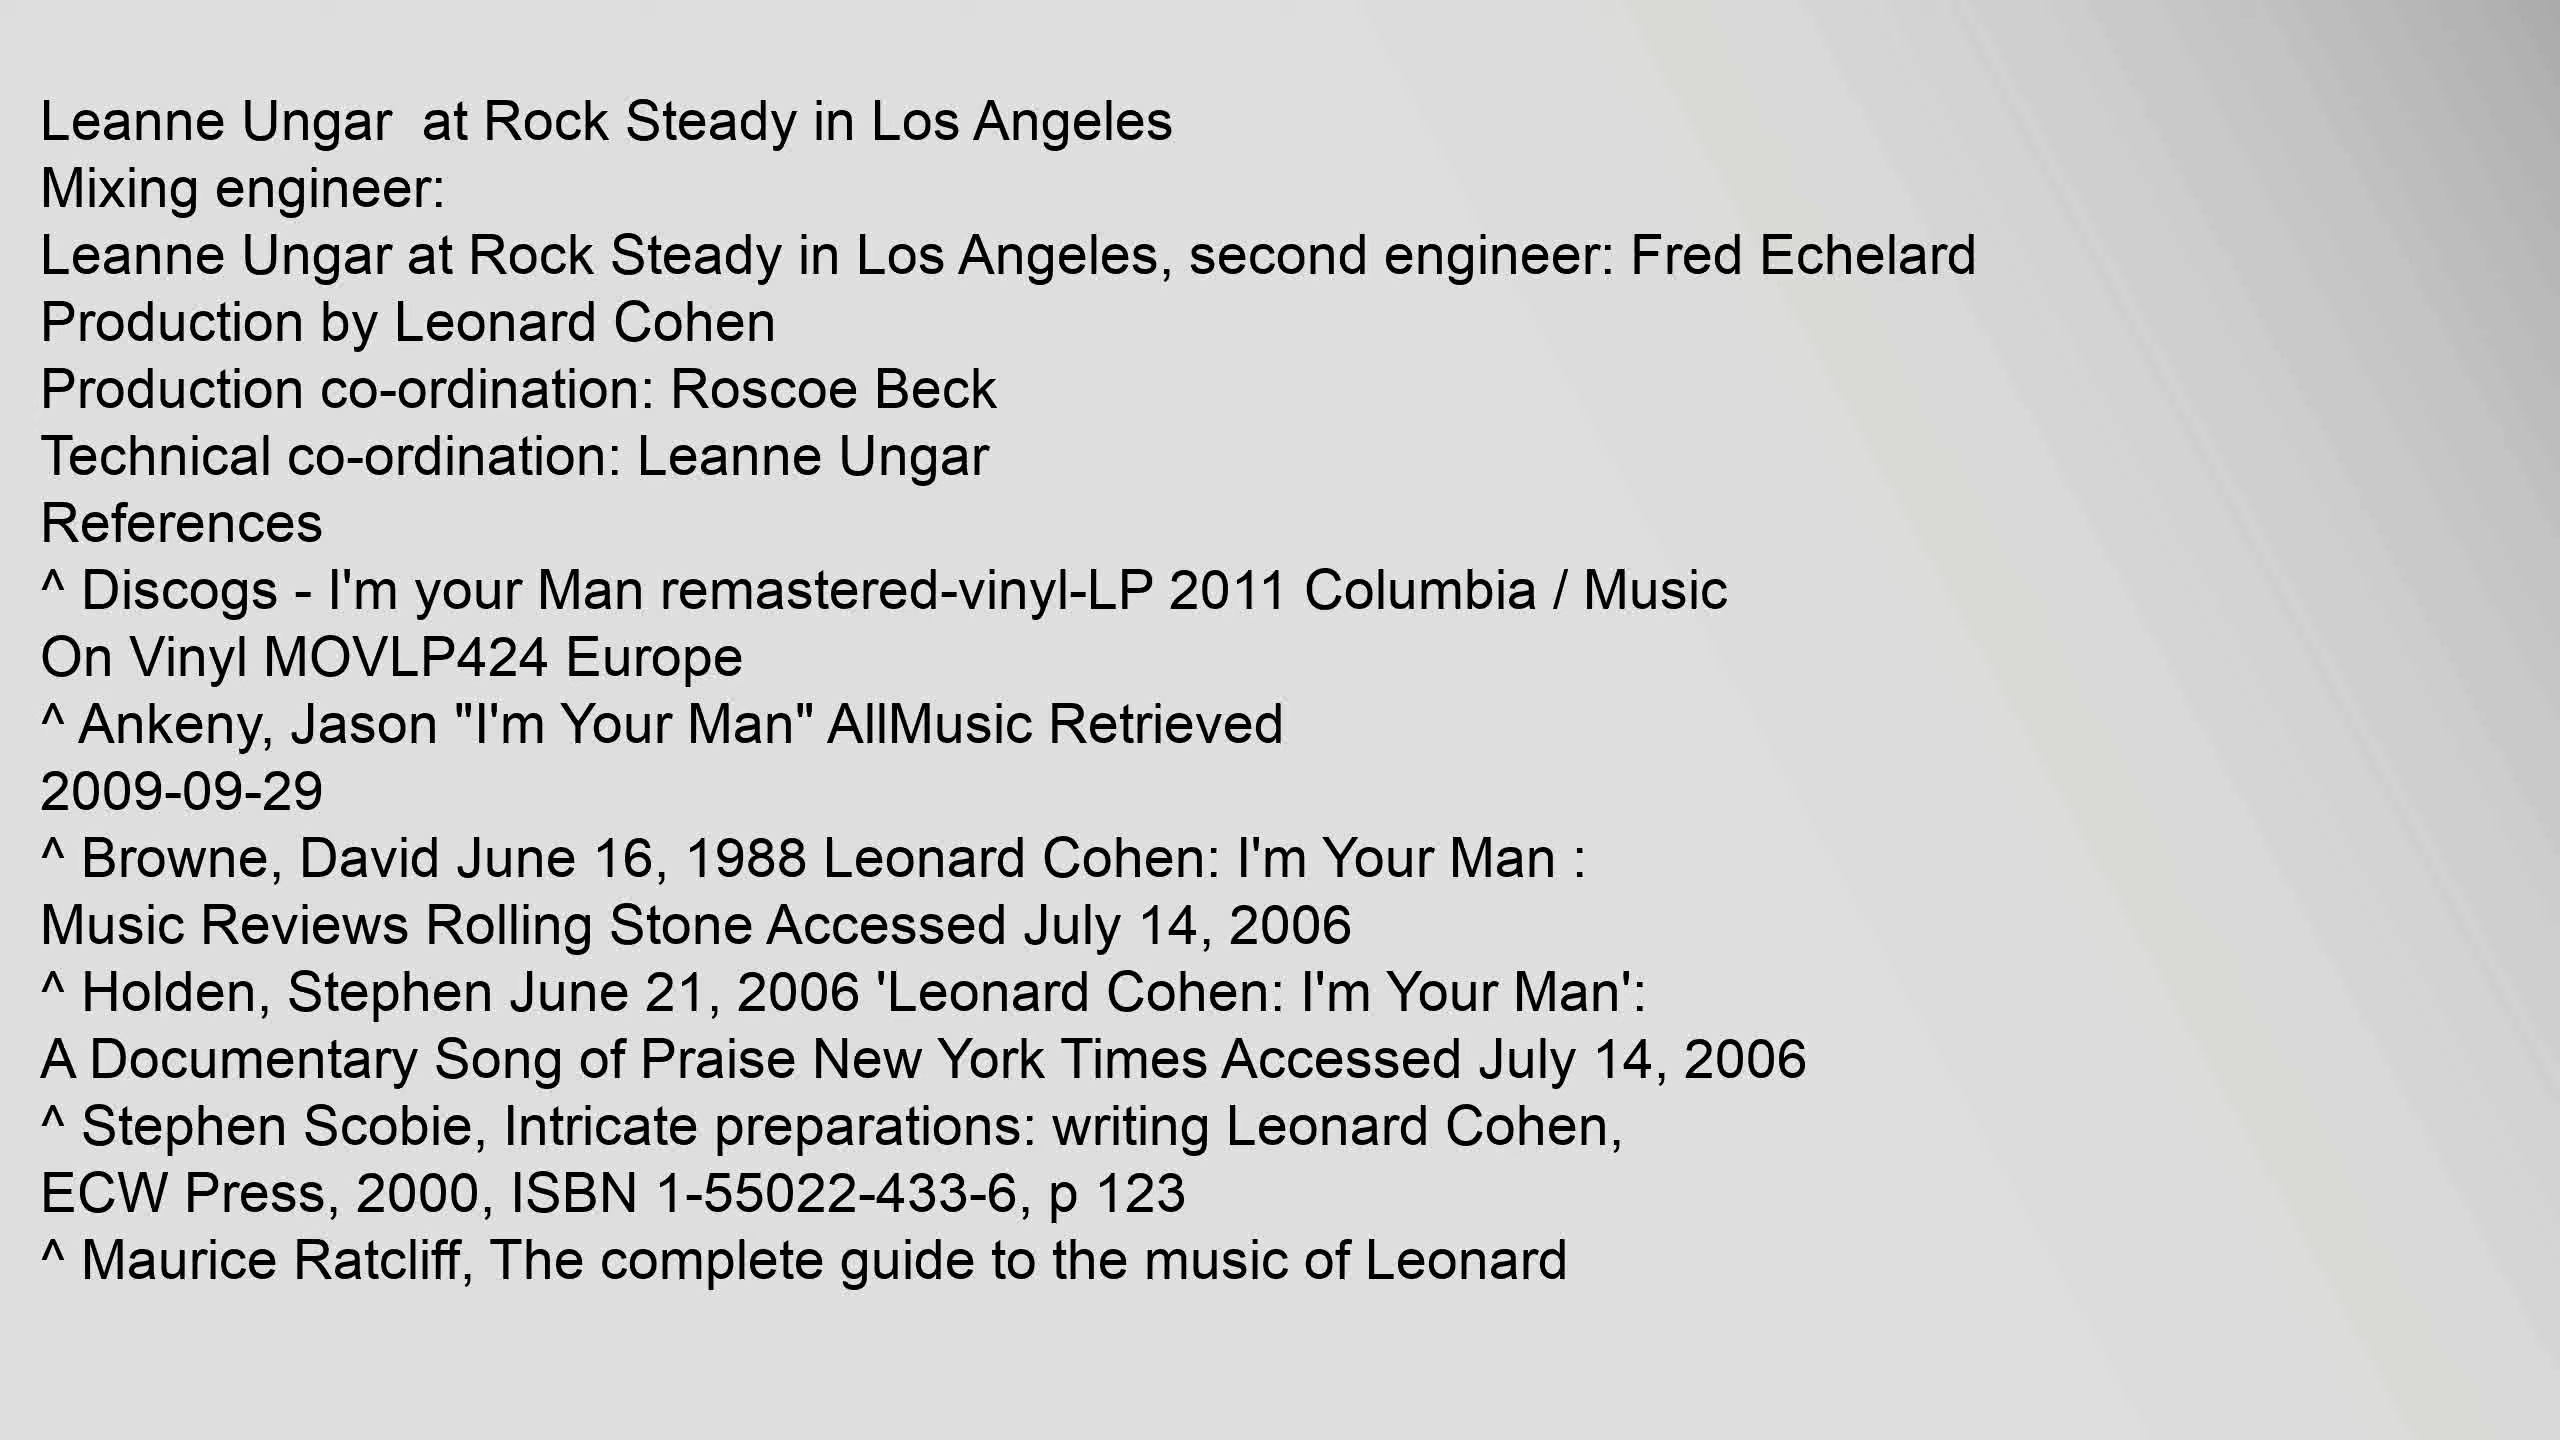 Leanne Ungar  at Rock Steady in Los Angeles
Mixing engineer:
Leanne Ungar at Rock Steady in Los Angeles, second engineer: Fred Echelard
Production by Leonard Cohen
Production co-ordination: Roscoe Beck
Technical co-ordination: Leanne Ungar
References
^ Discogs - I'm your Man remastered-vinyl-LP 2011 Columbia / Music
On Vinyl MOVLP424 Europe
^ Ankeny, Jason "I'm Your Man" AllMusic Retrieved
2009-09-29
^ Browne, David June 16, 1988 Leonard Cohen: I'm Your Man :
Music Reviews Rolling Stone Accessed July 14, 2006
^ Holden, Stephen June 21, 2006 'Leonard Cohen: I'm Your Man':
A Documentary Song of Praise New York Times Accessed July 14, 2006
^ Stephen Scobie, Intricate preparations: writing Leonard Cohen,
ECW Press, 2000, ISBN 1-55022-433-6, p 123
^ Maurice Ratcliff, The complete guide to the music of Leonard